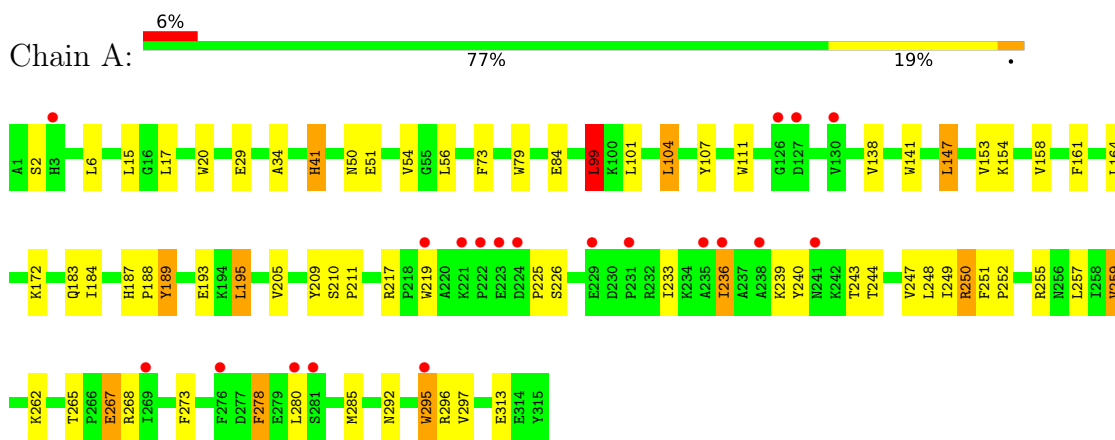 6%
Chain A:
77% 19% •
A1 S2 H3 L6 L15 G16 L17 W20 E29 A34 H41 N50 E51 V54 G55 L56 F73 W79 E84 L99 K100 L101 L104 Y107 W111 G126 D127 V130 V138 W141 L147 V153 K154 V158 F161 L164
K172 Q183 I184 H187 P188 Y189 E193 K194 L195 V205 Y209 S210 P211 R217 P218 W219 A220 K221 P222 E223 D224 P225 S226 E229 D230 P231 R232 I233 K234 A235 I236 A237 A238 K239 Y240 N241 K242 T243 T244 V247 L248 I249 R250 F251 P252 R255 N256 L257 I258 V259
K262 T265 P266 E267 R268 I269 F273 F276 D277 F278 E279 L280 S281 M285 N292 W295 R296 V297 E313 E314 Y315